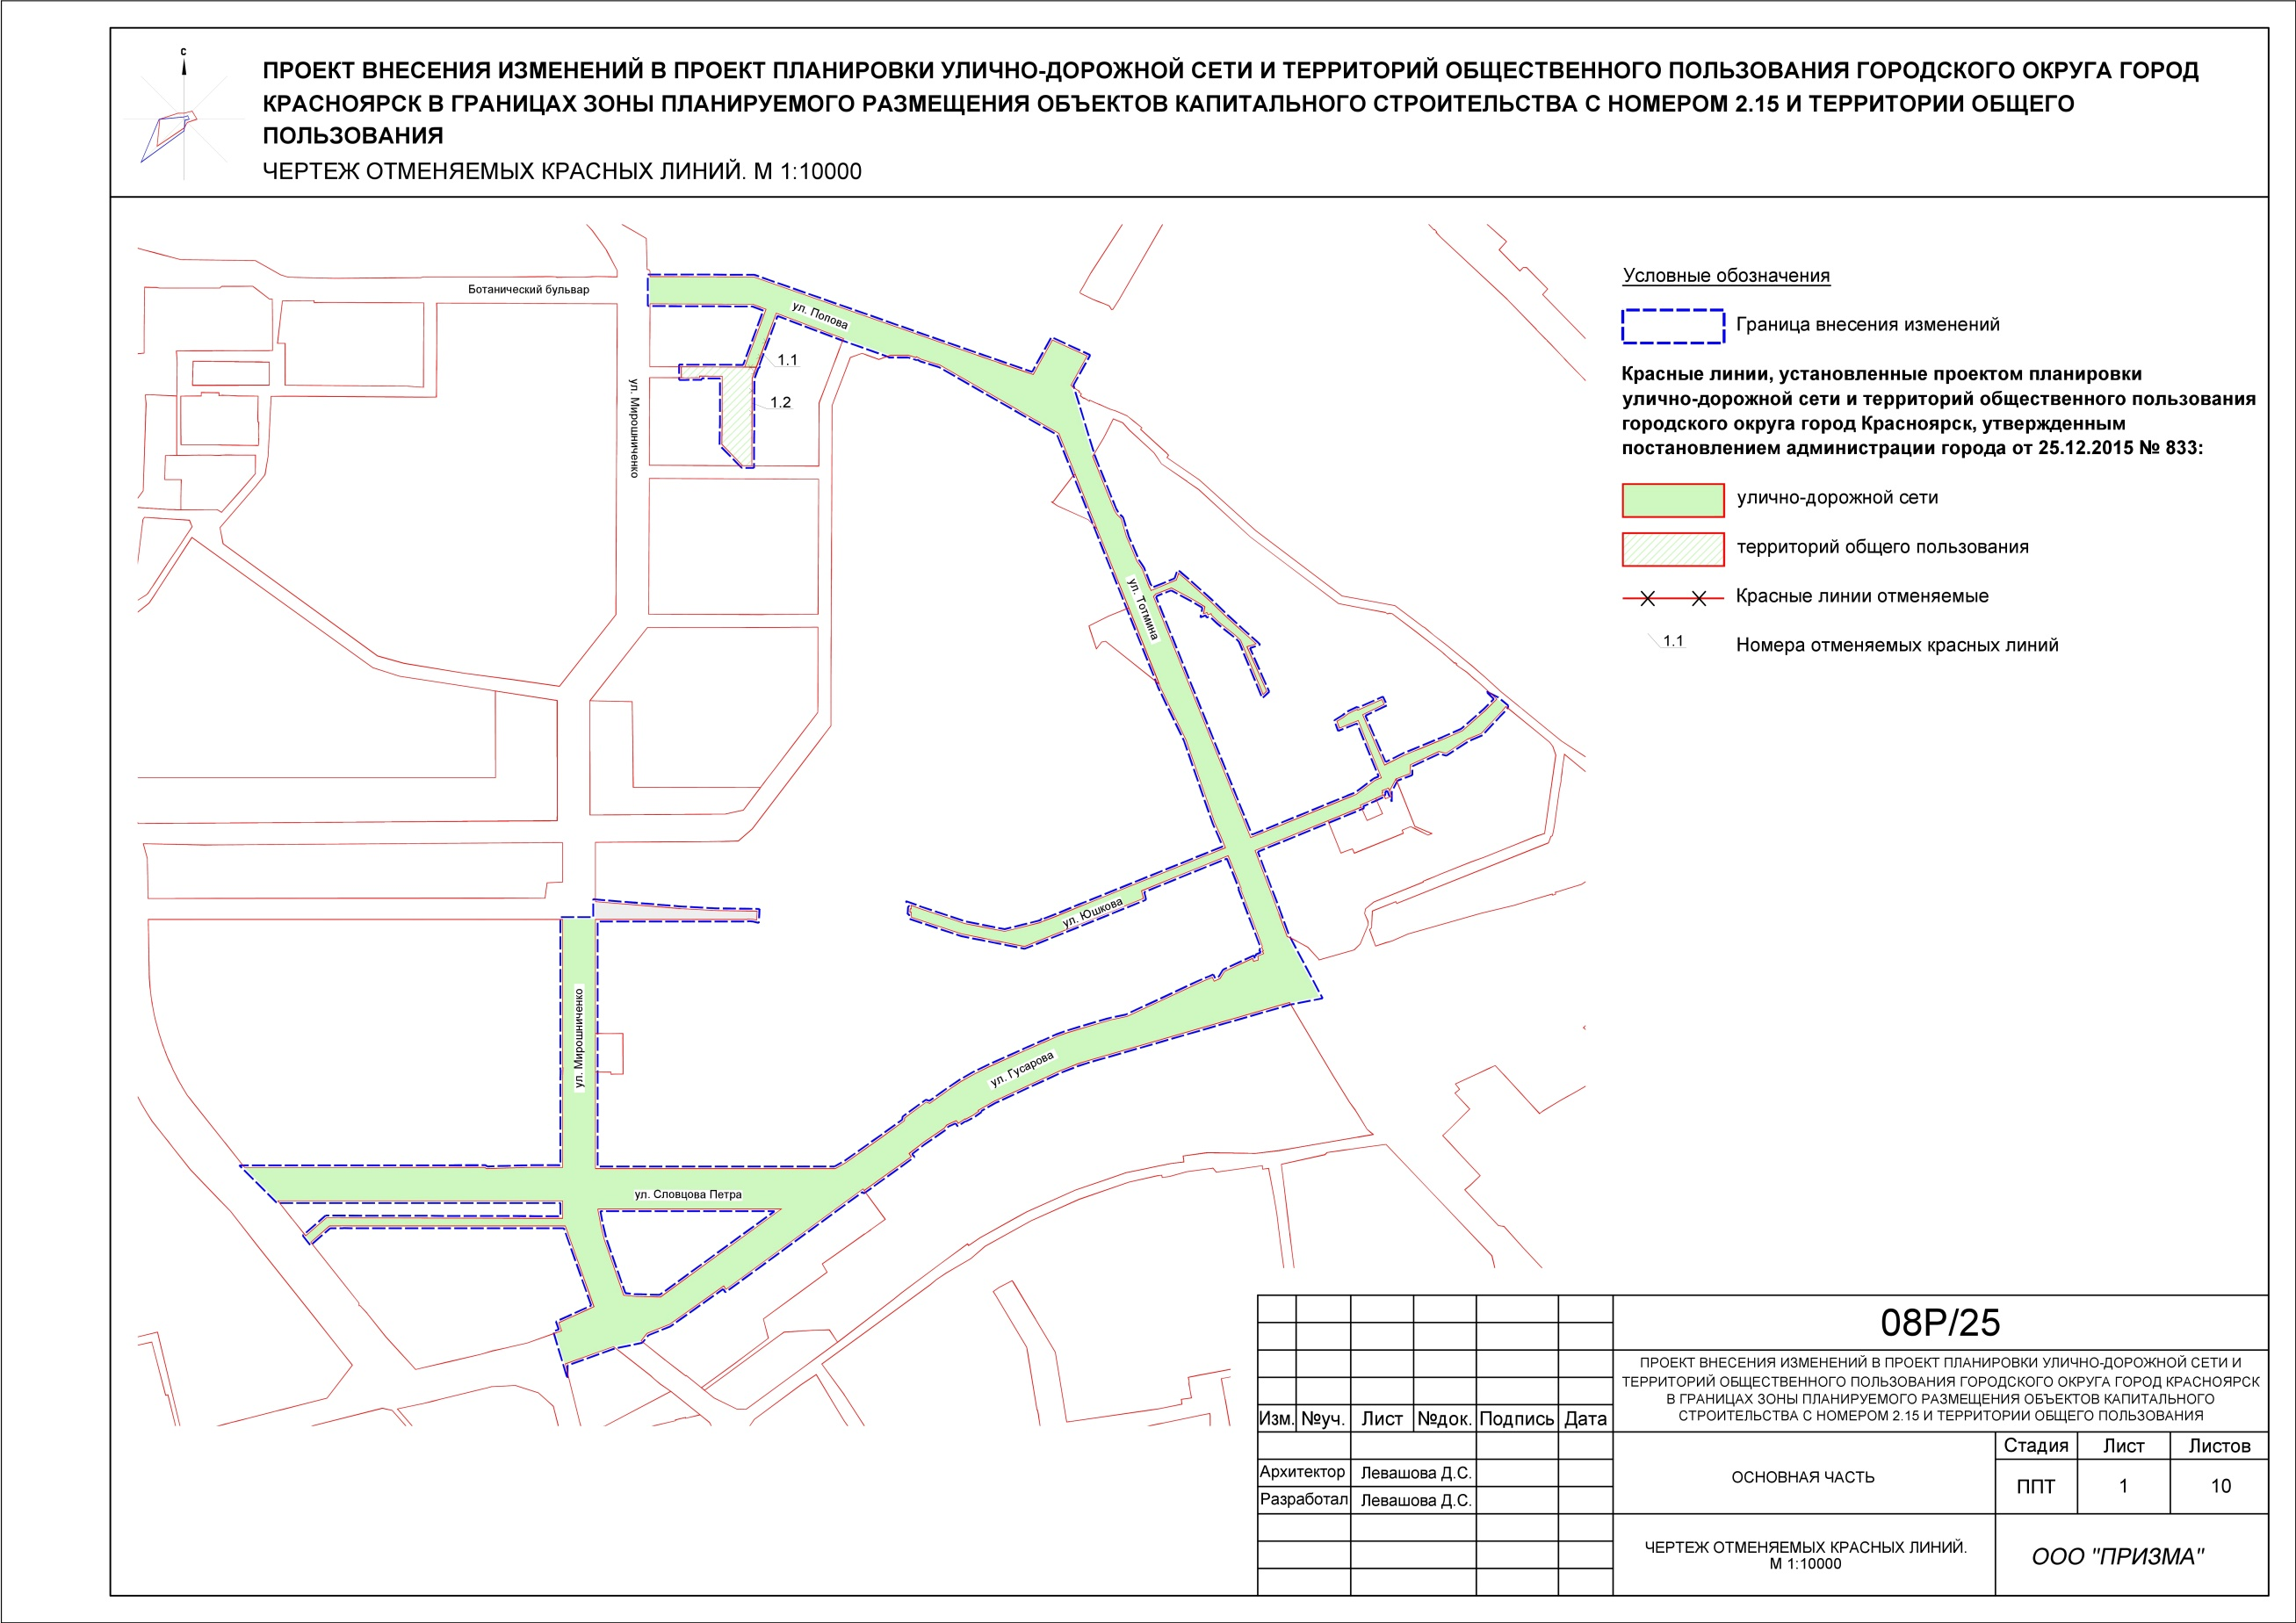 С
ПРОЕКТ ВНЕСЕНИЯ ИЗМЕНЕНИЙ В ПРОЕКТ ПЛАНИРОВКИ УЛИЧНО-ДОРОЖНОЙ СЕТИ И ТЕРРИТОРИЙ ОБЩЕСТВЕННОГО ПОЛЬЗОВАНИЯ ГОРОДСКОГО ОКРУГА ГОРОД
КРАСНОЯРСК В ГРАНИЦАХ ЗОНЫ ПЛАНИРУЕМОГО РАЗМЕЩЕНИЯ ОБЪЕКТОВ КАПИТАЛЬНОГО СТРОИТЕЛЬСТВА С НОМЕРОМ 2.15 И ТЕРРИТОРИИ ОБЩЕГО
ПОЛЬЗОВАНИЯ
ЧЕРТЕЖ ОТМЕНЯЕМЫХ КРАСНЫХ ЛИНИЙ. М 1:10000
Ботанический бульвар
ул. Попова
1.1
1.2
ул. Мирошниченко
ул. Тотмина
ул. Юшкова
ул. Мирошниченко
ул. Гусарова
ул. Словцова Петра
Условные обозначения
Граница внесения изменений
Красные линии, установленные проектом планировки
улично-дорожной сети и территорий общественного пользования
городского округа город Красноярск, утвержденным
постановлением администрации города от 25.12.2015 № 833:
улично-дорожной сети
территорий общего пользования
Красные линии отменяемые
1.1
Номера отменяемых красных линий
08Р/25
ПРОЕКТ ВНЕСЕНИЯ ИЗМЕНЕНИЙ В ПРОЕКТ ПЛАНИРОВКИ УЛИЧНО-ДОРОЖНОЙ СЕТИ И
ТЕРРИТОРИЙ ОБЩЕСТВЕННОГО ПОЛЬЗОВАНИЯ ГОРОДСКОГО ОКРУГА ГОРОД КРАСНОЯРСК
В ГРАНИЦАХ ЗОНЫ ПЛАНИРУЕМОГО РАЗМЕЩЕНИЯ ОБЪЕКТОВ КАПИТАЛЬНОГО
СТРОИТЕЛЬСТВА С НОМЕРОМ 2.15 И ТЕРРИТОРИИ ОБЩЕГО ПОЛЬЗОВАНИЯ
Изм. №уч. Лист №док. Подпись Дата
Архитектор Левашова Д.С.
Разработал Левашова Д.С.
ОСНОВНАЯ ЧАСТЬ
Стадия Лист Листов
ППТ 1 10
ЧЕРТЕЖ ОТМЕНЯЕМЫХ КРАСНЫХ ЛИНИЙ.
М 1:10000
ООО "ПРИЗМА"